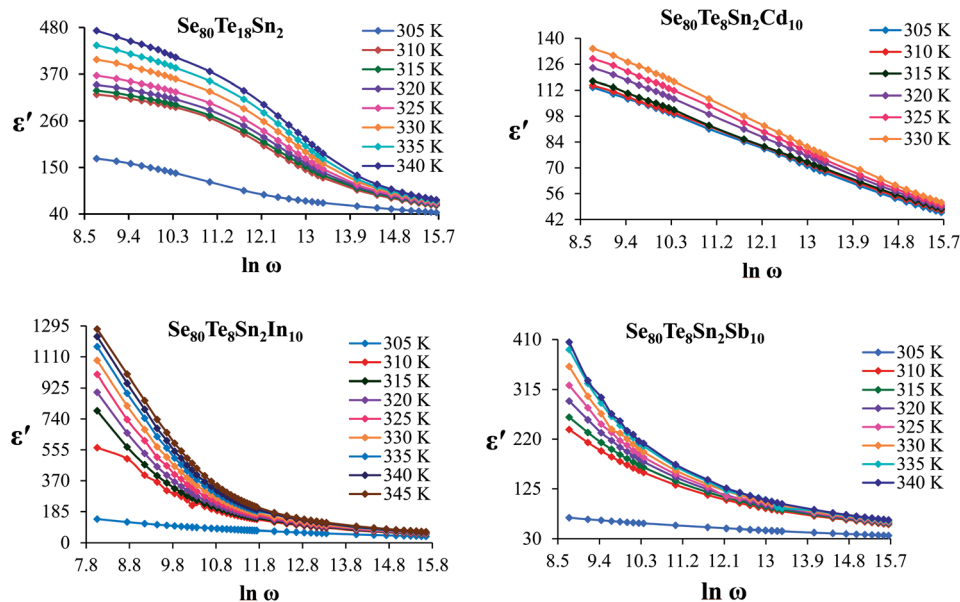 Se80Te18Sn2
480
370
260
150
40
ε′
8.5 9.4 10.3 11.2 12.1 13 13.9 14.8 15.7
ln ω
305 K
310 K
315 K
320 K
325 K
330 K
335 K
340 K
Se80Te8Sn2Cd10
140
126
112
98
84
70
56
42
ε′
8.5 9.4 10.3 11.2 12.1 13 13.9 14.8 15.7
ln ω
305 K
310 K
315 K
320 K
325 K
330 K
Se80Te8Sn2In10
1295
1110
925
740
555
370
185
0
ε′
7.8 8.8 9.8 10.8 11.8 12.8 13.8 14.8 15.8
ln ω
305 K
310 K
315 K
320 K
325 K
330 K
335 K
340 K
345 K
Se80Te8Sn2Sb10
410
315
220
125
30
ε′
8.5 9.4 10.3 11.2 12.1 13 13.9 14.8 15.7
ln ω
305 K
310 K
315 K
320 K
325 K
330 K
335 K
340 K